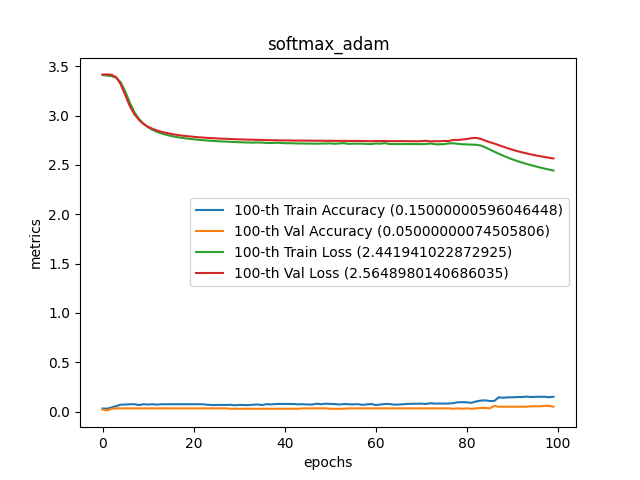 softmax_adam
3.5
3.0
2.5
2.0
1.5
1.0
0.5
0.0
metrics
100-th Train Accuracy (0.15000000596046448)
100-th Val Accuracy (0.05000000074505806)
100-th Train Loss (2.441941022872925)
100-th Val Loss (2.5648980140686035)
0 20 40 60 80 100
epochs